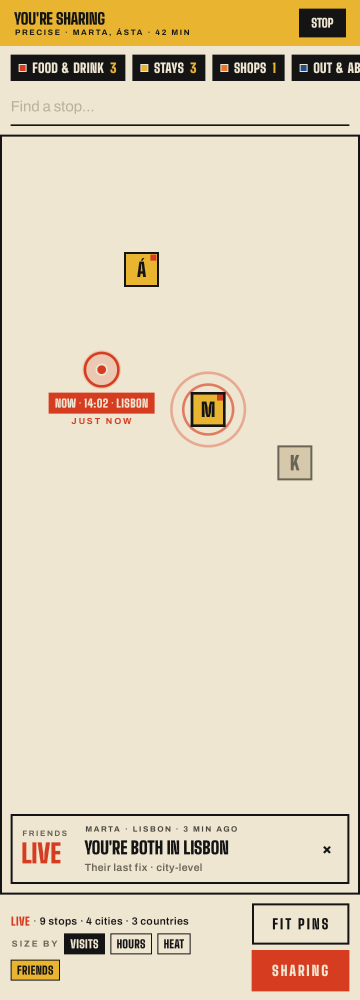 YOU'RE SHARING
PRECISE · MARTA, ÁSTA · 42 MIN
STOP
FOOD & DRINK 3
STAYS 3
SHOPS 1
OUT & AB
Find a stop...
Á
NOW · 14:02 · LISBON
JUST NOW
M
K
FRIENDS
LIVE
MARTA · LISBON · 3 MIN AGO
YOU'RE BOTH IN LISBON
Their last fix · city-level
×
LIVE · 9 stops · 4 cities · 3 countries
SIZE BY VISITS HOURS HEAT
FRIENDS
FIT PINS
SHARING